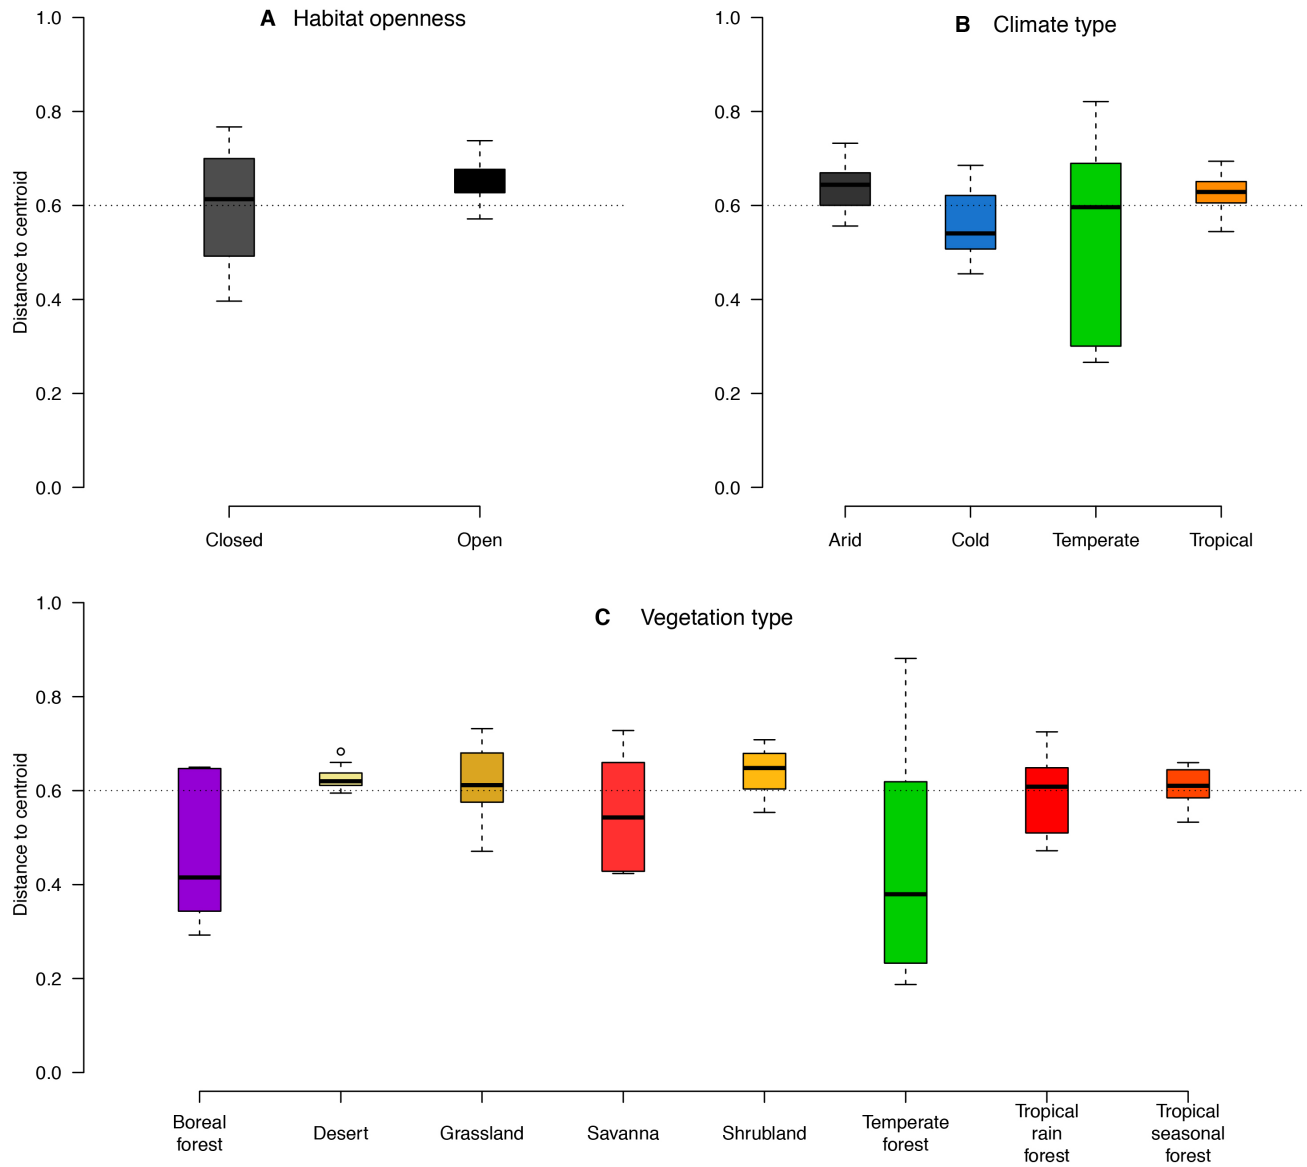 A Habitat openness
1.0
0.8
0.6
0.4
0.2
0.0
Distance to centroid
Closed
Open
B Climate type
1.0
0.8
0.6
0.4
0.2
0.0
Arid
Cold
Temperate
Tropical
C Vegetation type
1.0
0.8
0.6
0.4
0.2
0.0
Distance to centroid
Boreal
forest
Desert
Grassland
Savanna
Shrubland
Temperate
forest
Tropical
rain
forest
Tropical
seasonal
forest